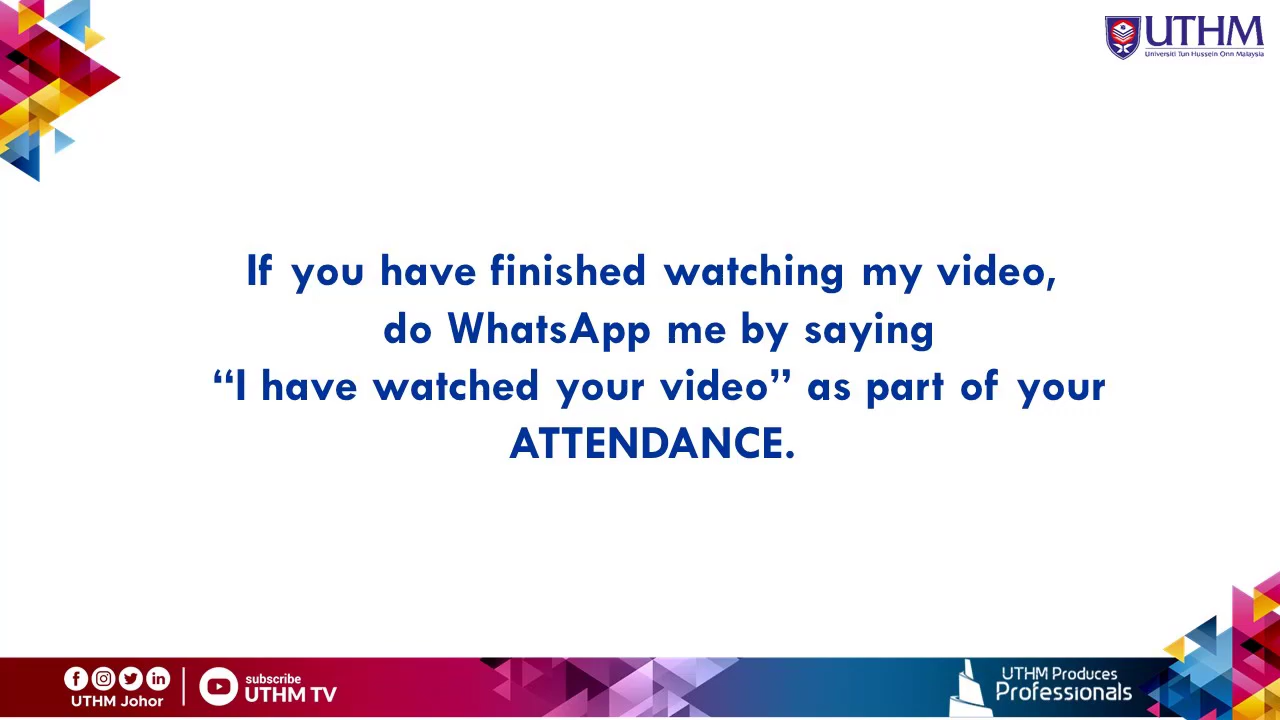 UTHM
Universiti Tun Hussein Onn Malaysia
If you have finished watching my video,
do WhatsApp me by saying
“I have watched your video” as part of your
ATTENDANCE.
UTHM Johor
subscribe
UTHM TV
UTHM Produces
Professionals